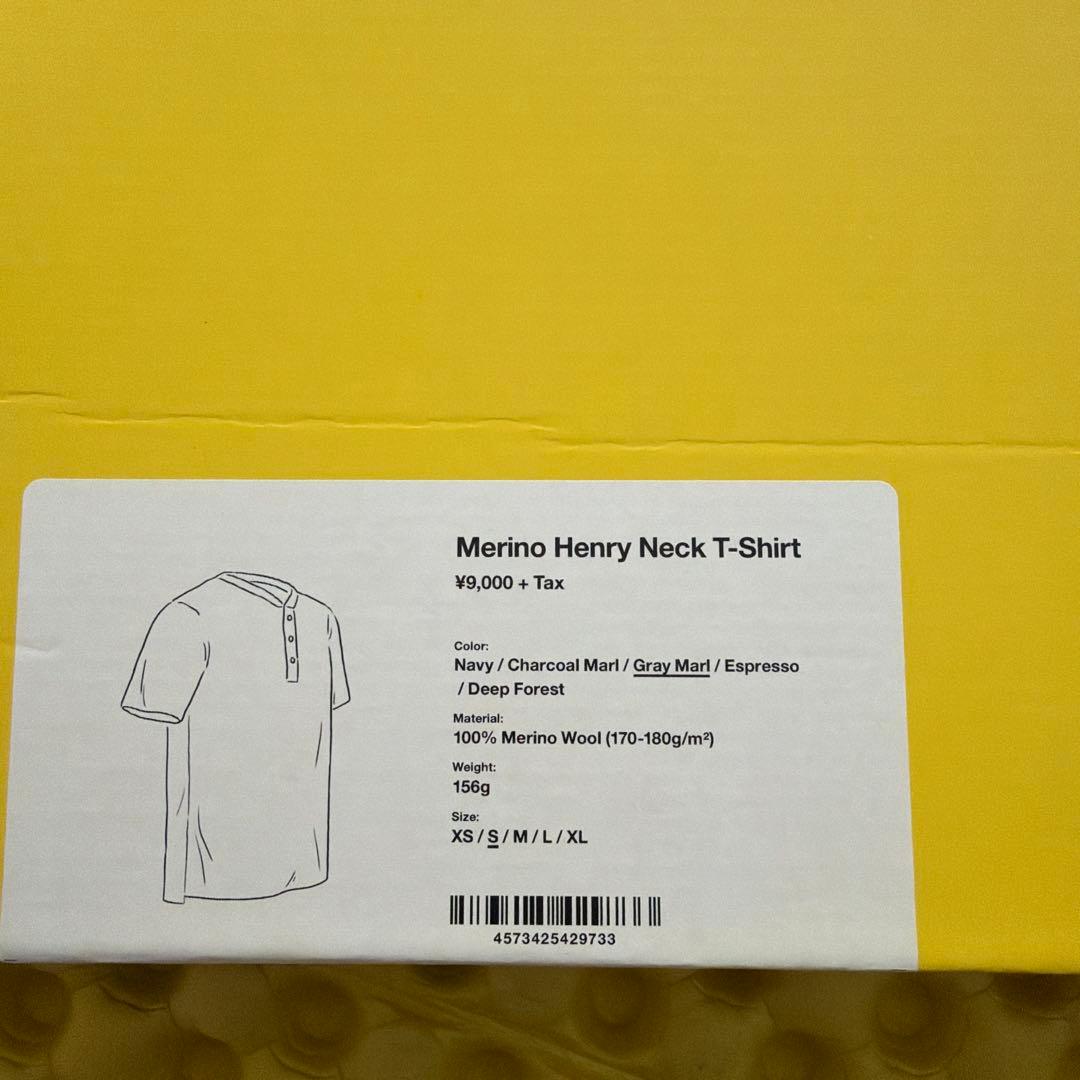 Merino Henry Neck T-Shirt
¥9,000 + Tax
Color:
Navy / Charcoal Marl / Gray Marl / Espresso
/ Deep Forest
Material:
100% Merino Wool (170-180g/m²)
Weight:
156g
Size:
XS / S / M / L / XL
4573425429733